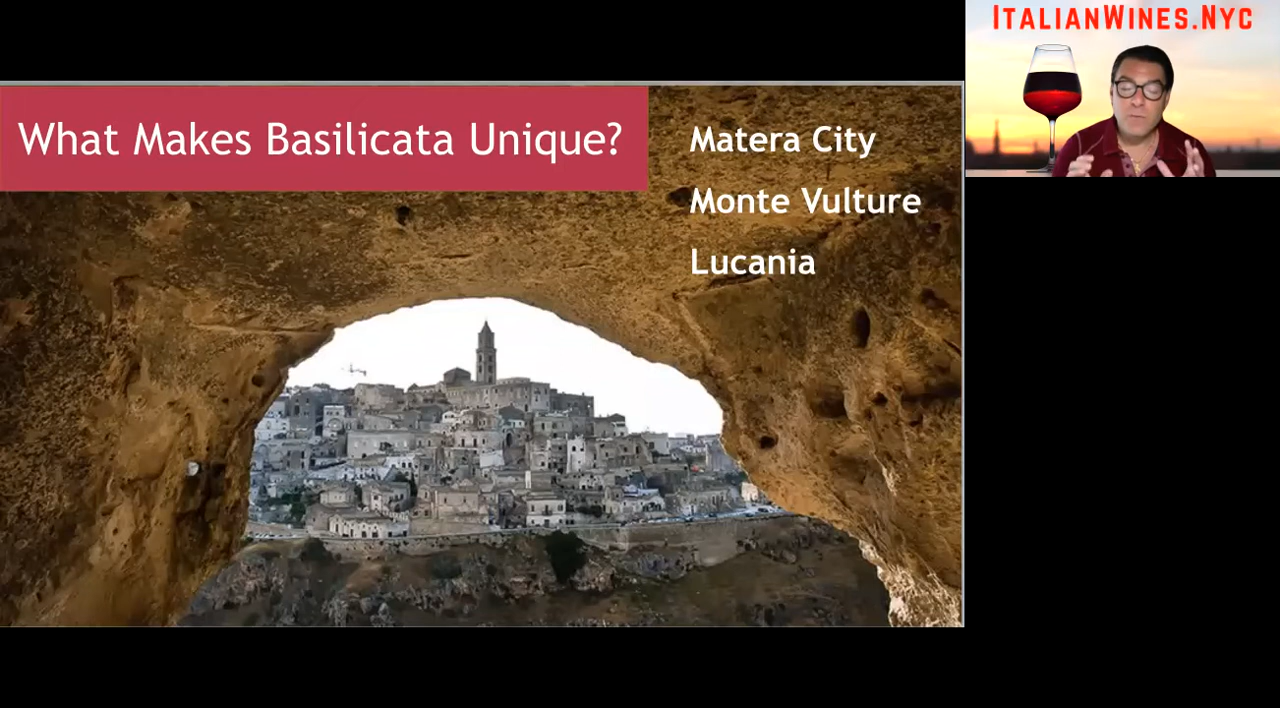 What Makes Basilicata Unique?
Matera City
Monte Vulture
Lucania
ItalianWines.Nyc